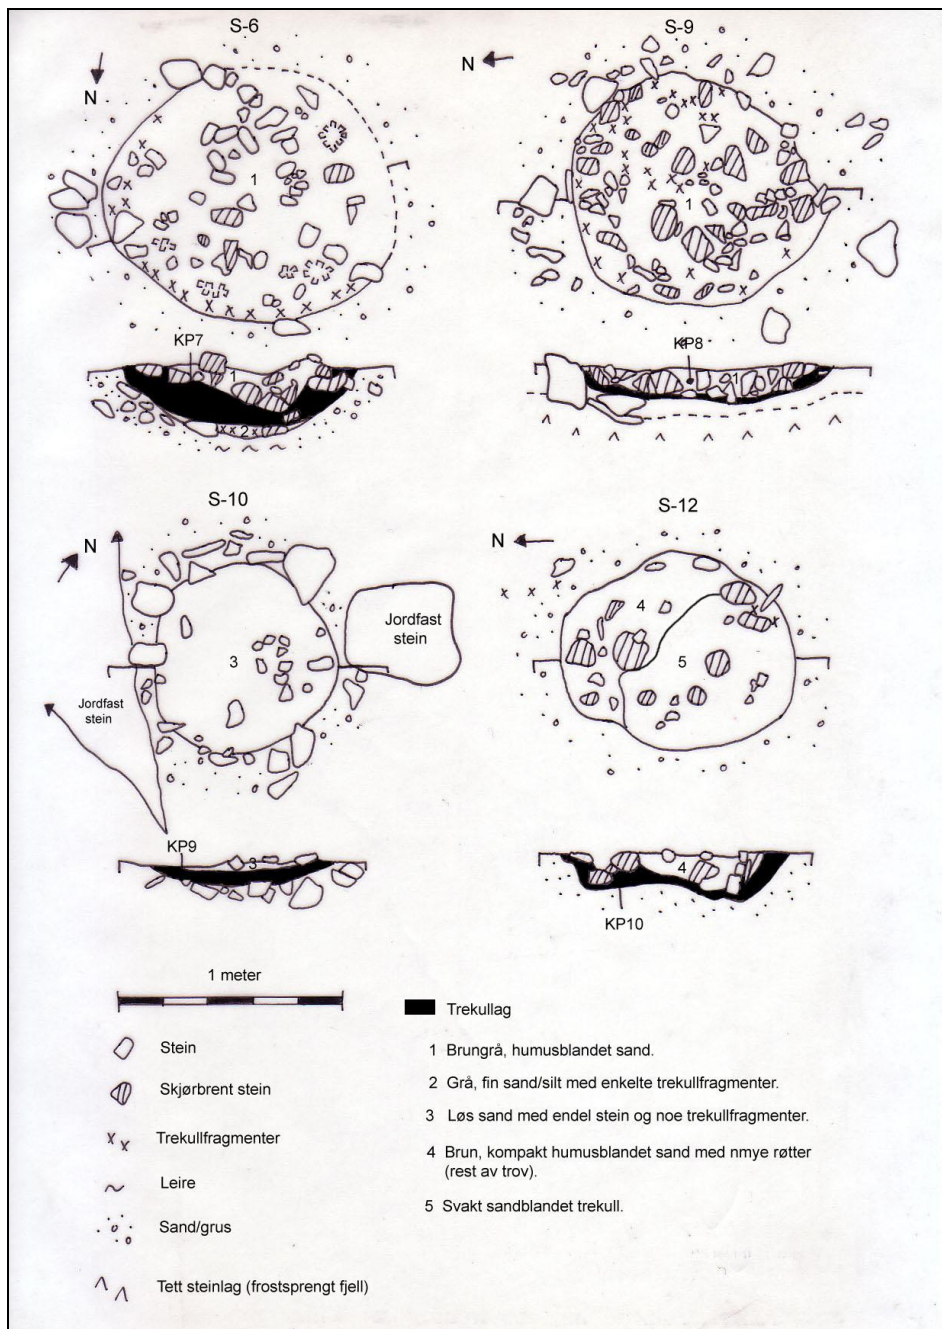 S-6
N
1
KP7
1
2
S-9
N
1
KP8
1
S-10
N
3
Jordfast
stein
Jordfast
stein
KP9
3
S-12
N
4
5
4
KP10
1 meter
Stein
Skjørbrent stein
Trekullfragmenter
Leire
Sand/grus
Tett steinlag (frostsprengt fjell)
Trekullag
1 Brungrå, humusblandet sand.
2 Grå, fin sand/silt med enkelte trekullfragmenter.
3 Løs sand med endel stein og noe trekullfragmenter.
4 Brun, kompakt humusblandet sand med nmye røtter
(rest av trov).
5 Svakt sandblandet trekull.